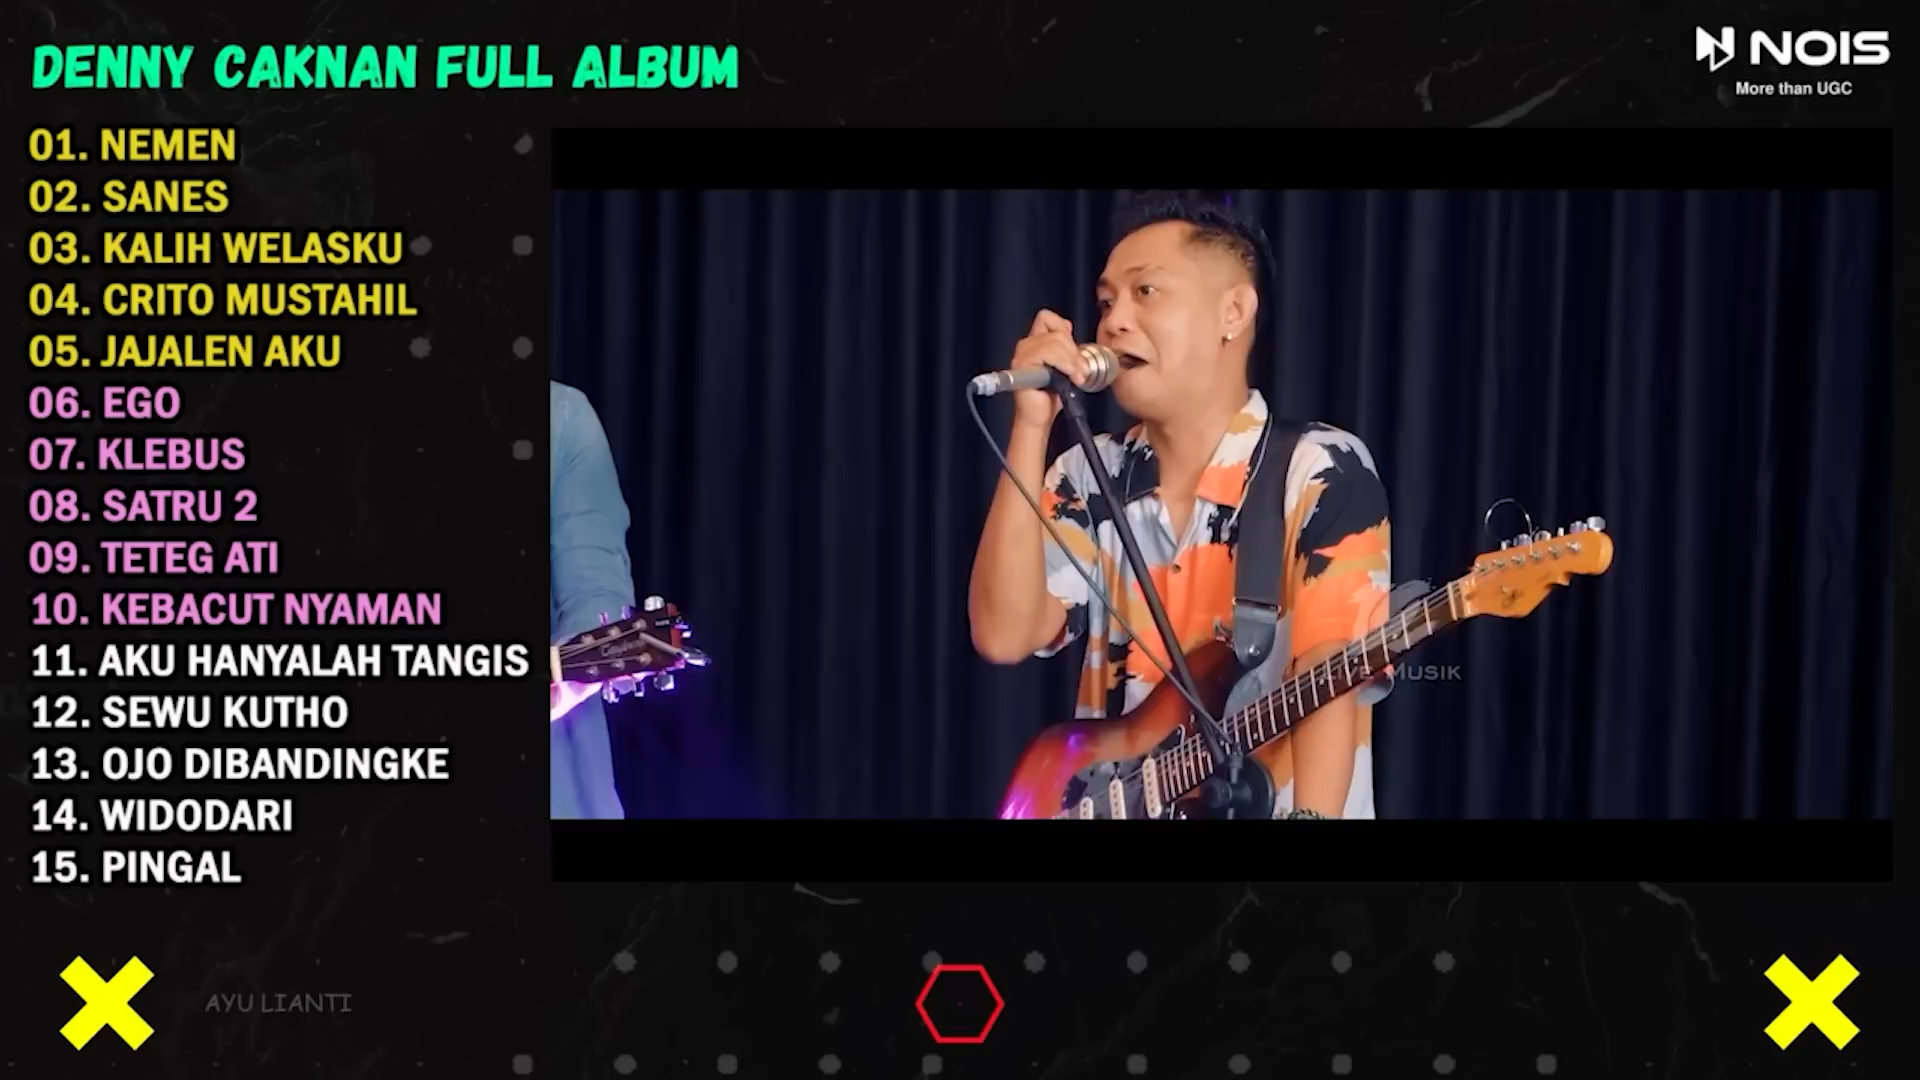 DENNY CAKNAN FULL ALBUM
NOIS
More than UGC
01. NEMEN
02. SANES
03. KALIH WELASKU
04. CRITO MUSTAHIL
05. JAJALEN AKU
06. EGO
07. KLEBUS
08. SATRU 2
09. TETEG ATI
10. KEBACUT NYAMAN
11. AKU HANYALAH TANGIS
12. SEWU KUTHO
13. OJO DIBANDINGKE
14. WIDODARI
15. PINGAL
LIVE MUSIK
AYU LIANTI